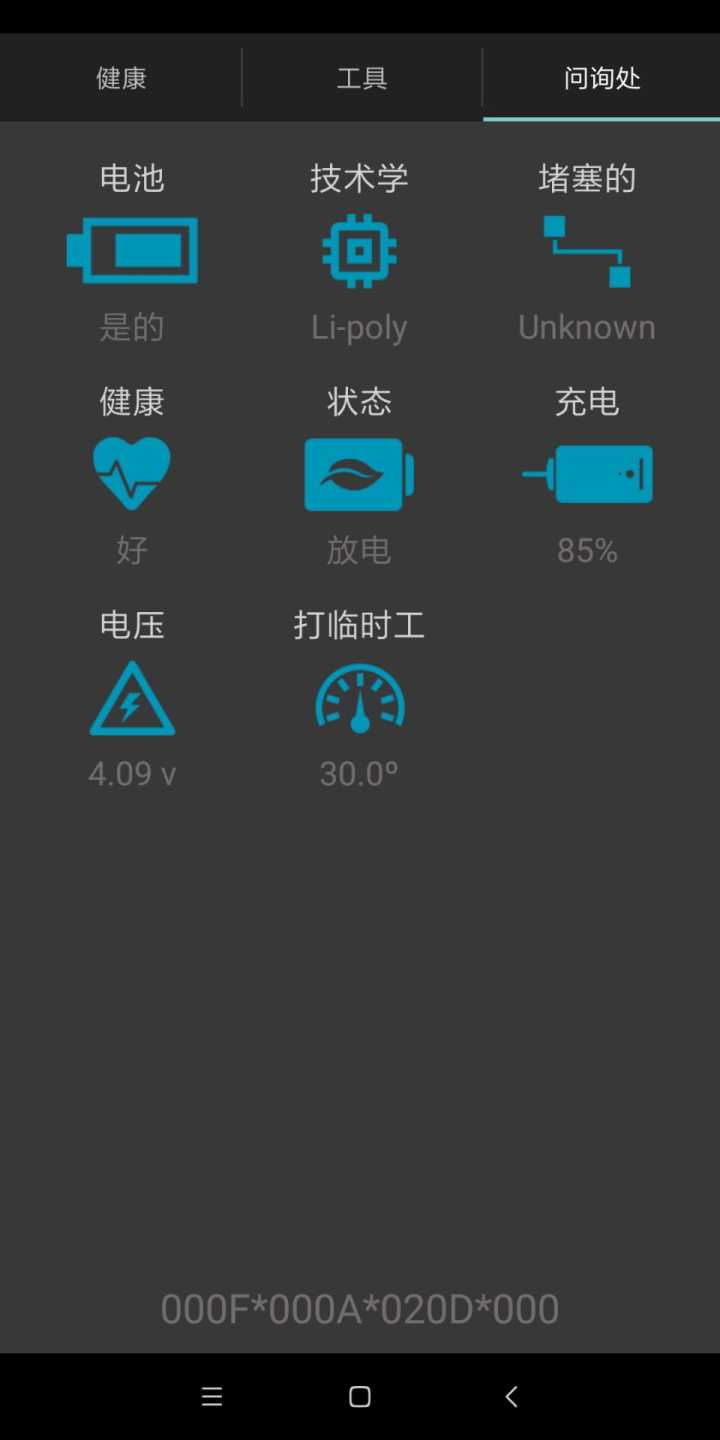 健康 工具 问询处
电池 技术学 堵塞的
是的 Li-poly Unknown
健康 状态 充电
好 放电 85%
电压 打临时工
4.09 v 30.0º
000F*000A*020D*000